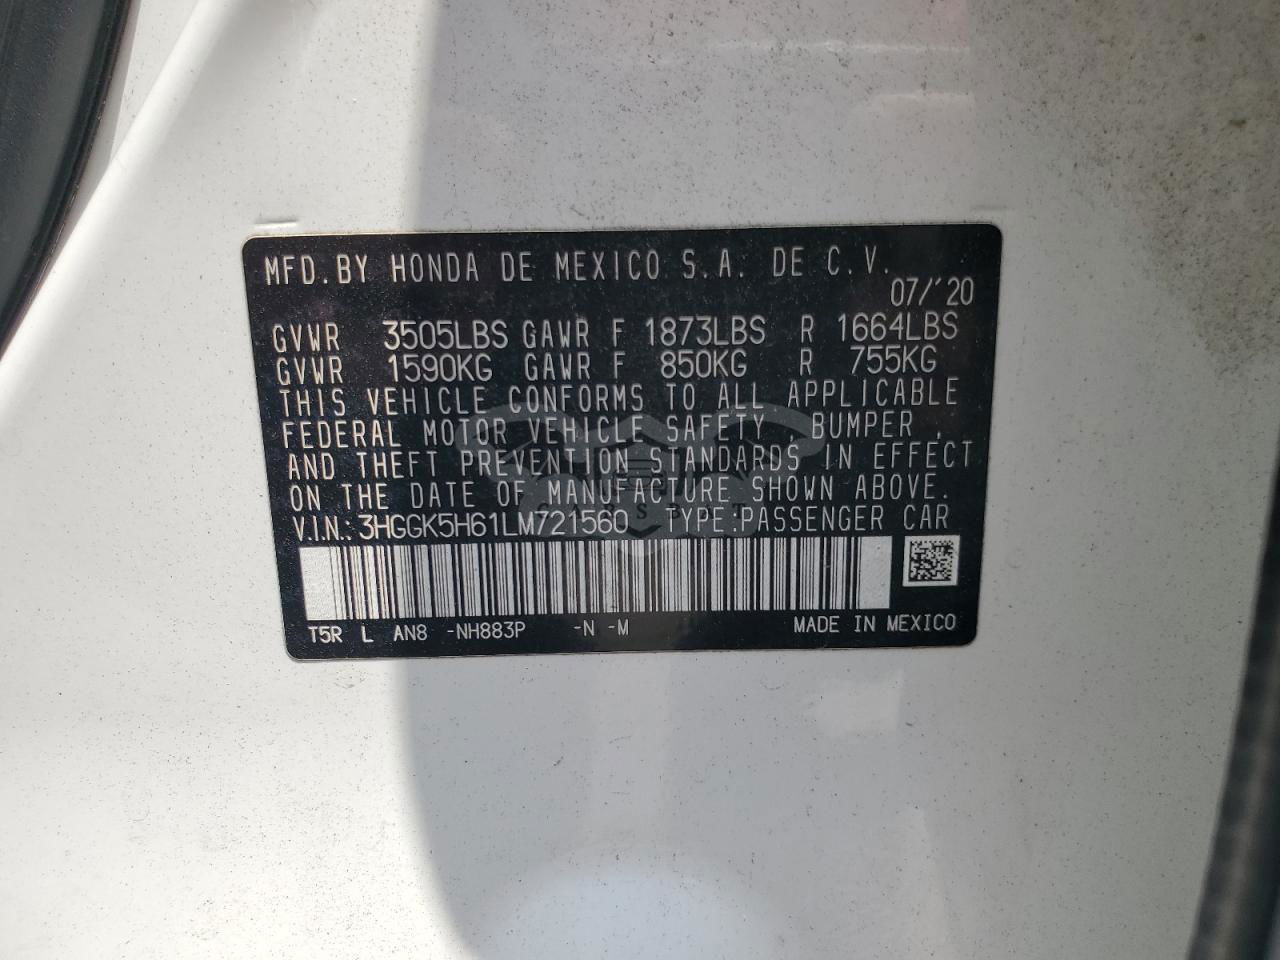 MFD.BY HONDA DE MEXICO S.A. DE C.V.
07/'20
GVWR 3505LBS GAWR F 1873LBS R 1664LBS
GVWR 1590KG GAWR F 850KG R 755KG
THIS VEHICLE CONFORMS TO ALL APPLICABLE
FEDERAL MOTOR VEHICLE SAFETY, BUMPER,
AND THEFT PREVENTION STANDARDS IN EFFECT
ON THE DATE OF MANUFACTURE SHOWN ABOVE.
V.I.N.: 3HGGK5H61LM721560 TYPE:PASSENGER CAR
CARSBAT
T5R L AN8 -NH883P -N -M MADE IN MEXICO